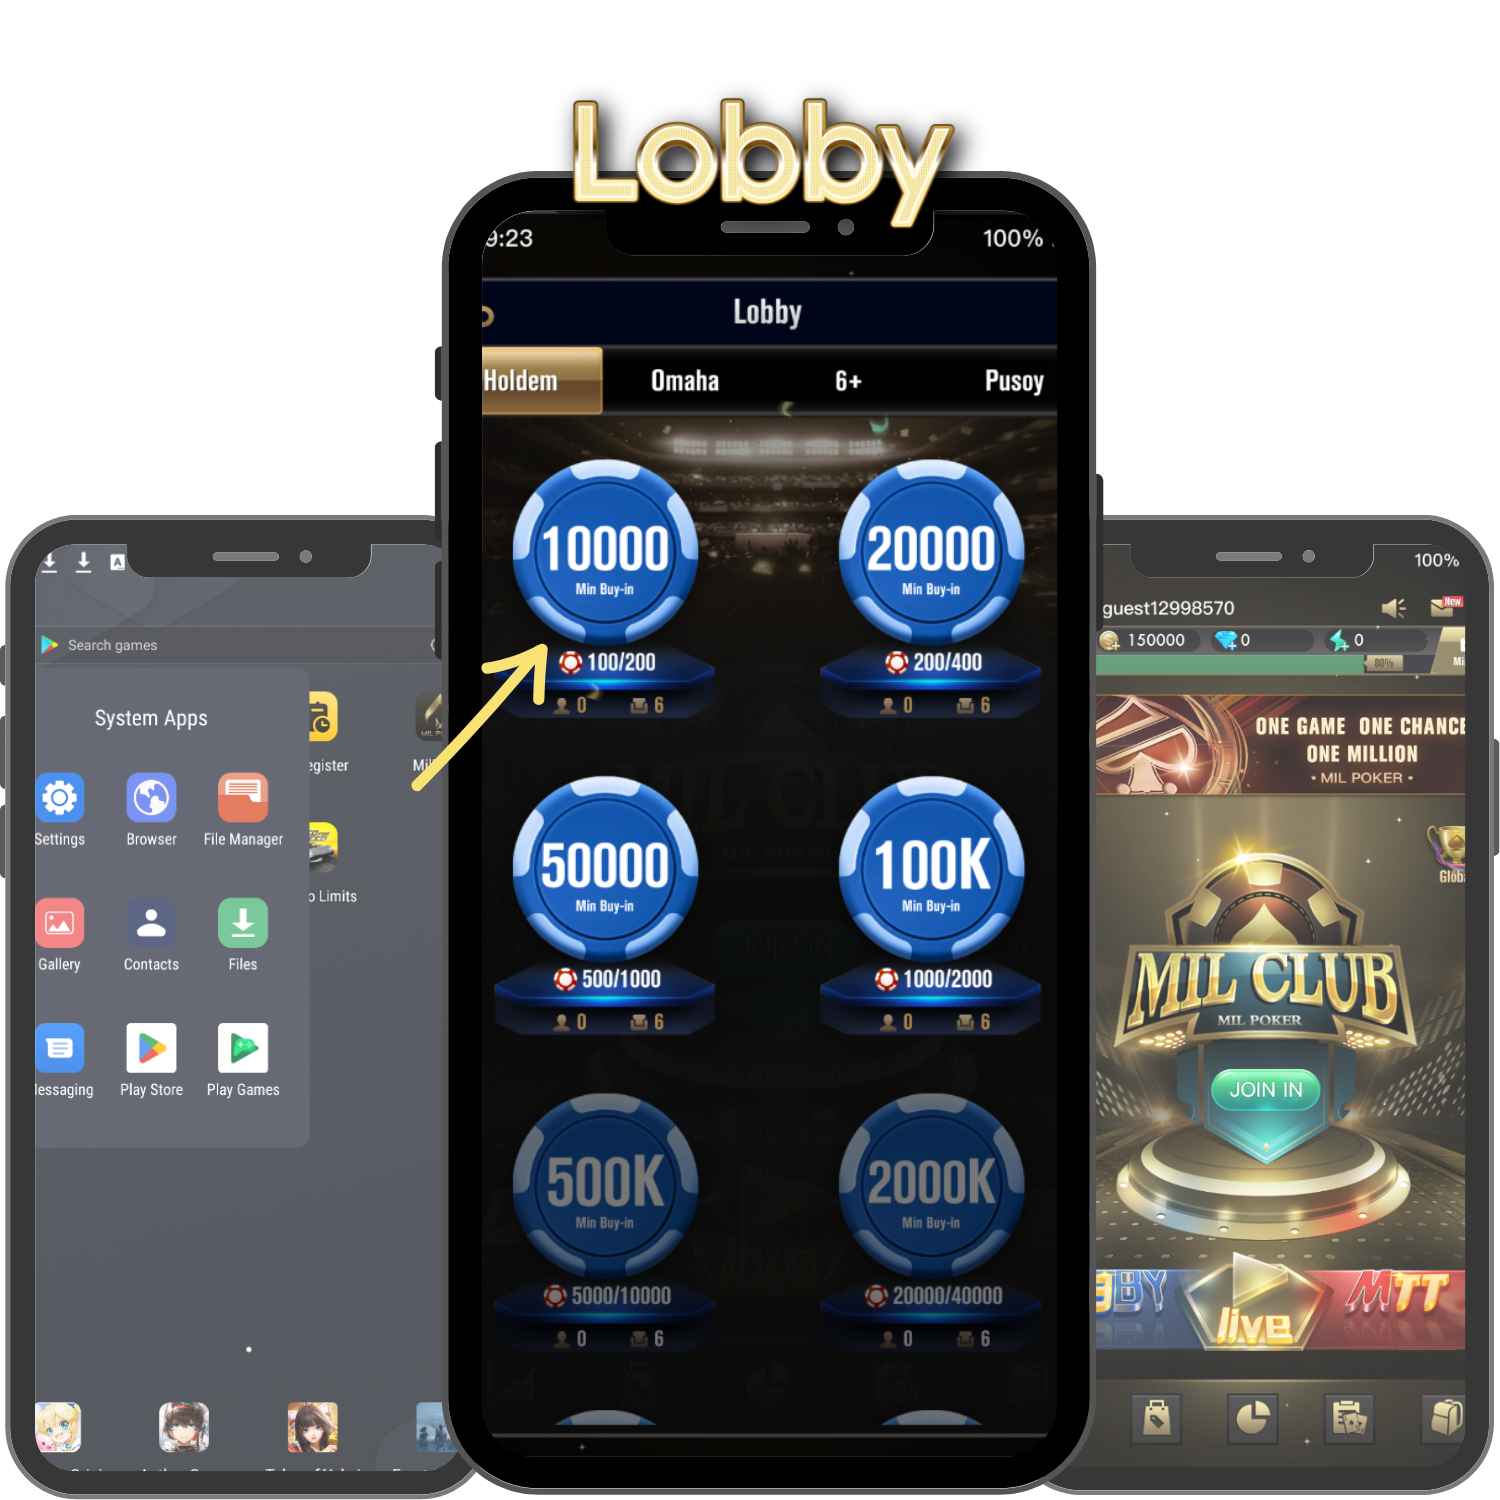 Lobby
9:23
100%
Lobby
Holdem
Omaha
6+
Pusoy
10000
Min Buy-in
100/200
0
6
20000
Min Buy-in
200/400
0
6
50000
Min Buy-in
500/1000
0
6
100K
Min Buy-in
1000/2000
0
6
500K
Min Buy-in
5000/10000
0
6
2000K
Min Buy-in
20000/40000
0
6
Search games
System Apps
Settings
Browser
File Manager
Gallery
Contacts
Files
essaging
Play Store
Play Games
egister
Mil
o Limits
100%
guest12998570
New
150000
0
0
80%
Mi
ONE GAME ONE CHANCE
ONE MILLION
MIL POKER
Globa
MIL CLUB
MIL POKER
JOIN IN
BY
live
MTT